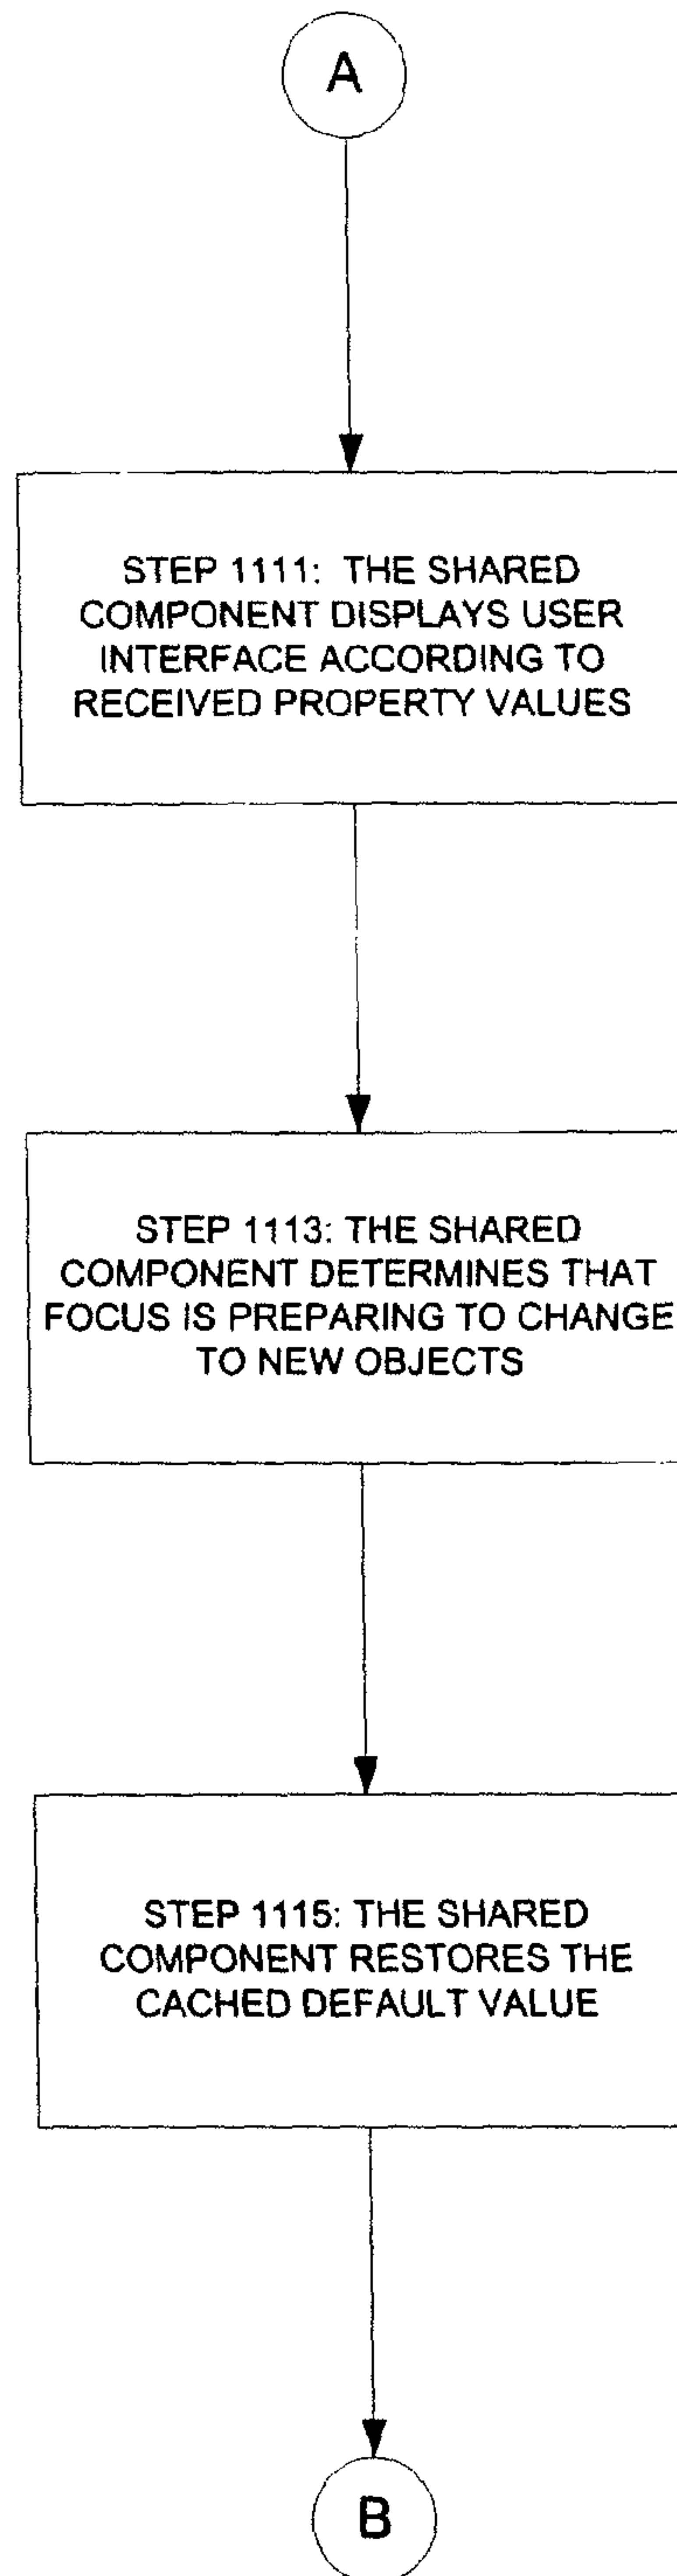 A
STEP 1111: THE SHARED
COMPONENT DISPLAYS USER
INTERFACE ACCORDING TO
RECEIVED PROPERTY VALUES
STEP 1113: THE SHARED
COMPONENT DETERMINES THAT
FOCUS IS PREPARING TO CHANGE
TO NEW OBJECTS
STEP 1115: THE SHARED
COMPONENT RESTORES THE
CACHED DEFAULT VALUE
B